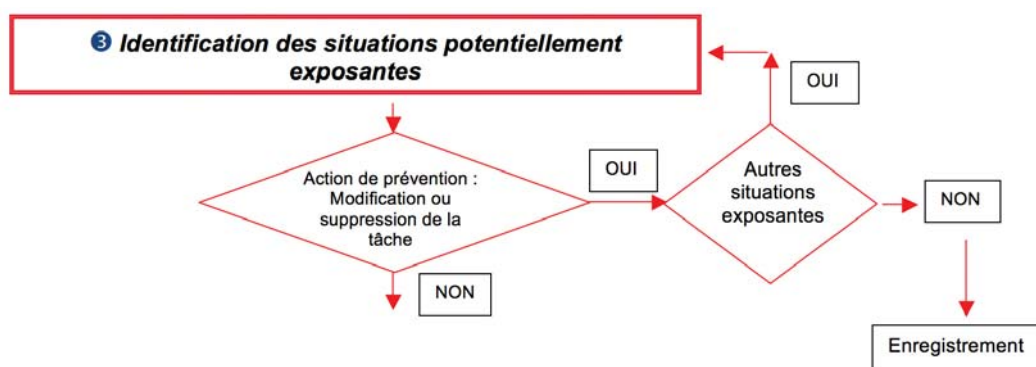 ❸ Identification des situations potentiellement
exposantes
OUI
Action de prévention :
Modification ou
suppression de la
tâche
OUI
Autres
situations
exposantes
NON
NON
Enregistrement